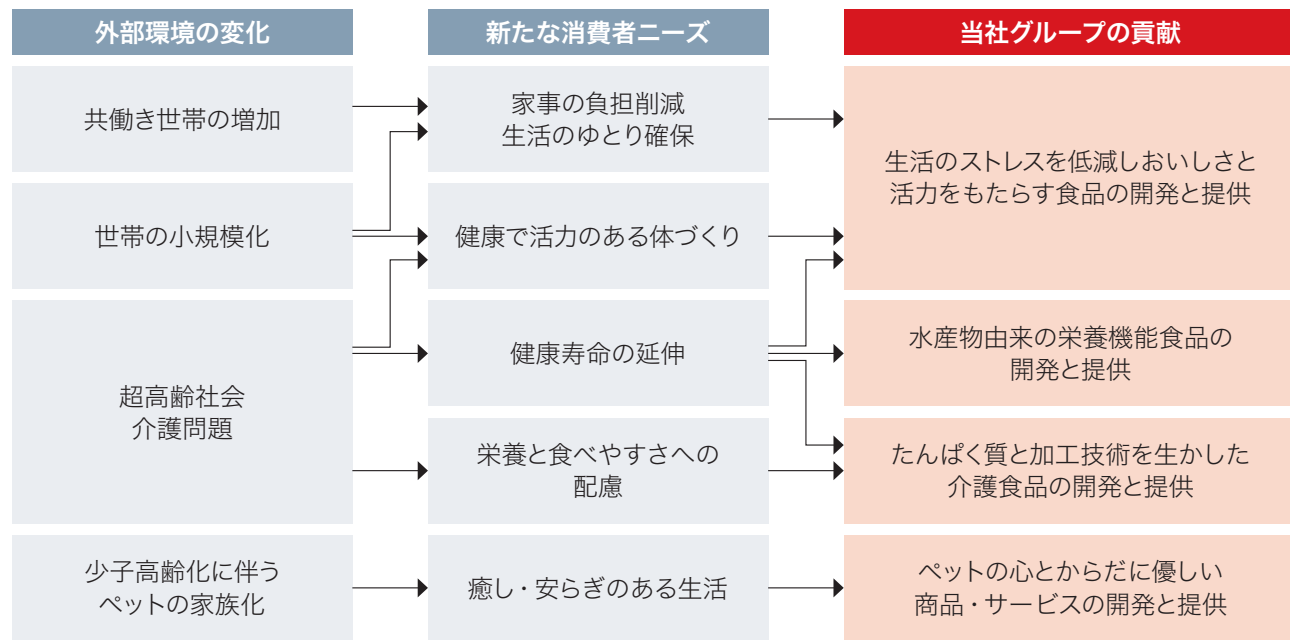 外部環境の変化
新たな消費者ニーズ
当社グループの貢献
共働き世帯の増加
家事の負担削減
生活のゆとり確保
生活のストレスを低減しおいしさと
活力をもたらす食品の開発と提供
世帯の小規模化
健康で活力のある体づくり
超高齢社会
介護問題
健康寿命の延伸
水産物由来の栄養機能食品の
開発と提供
栄養と食べやすさへの
配慮
たんぱく質と加工技術を生かした
介護食品の開発と提供
少子高齢化に伴う
ペットの家族化
癒し・安らぎのある生活
ペットの心とからだに優しい
商品・サービスの開発と提供